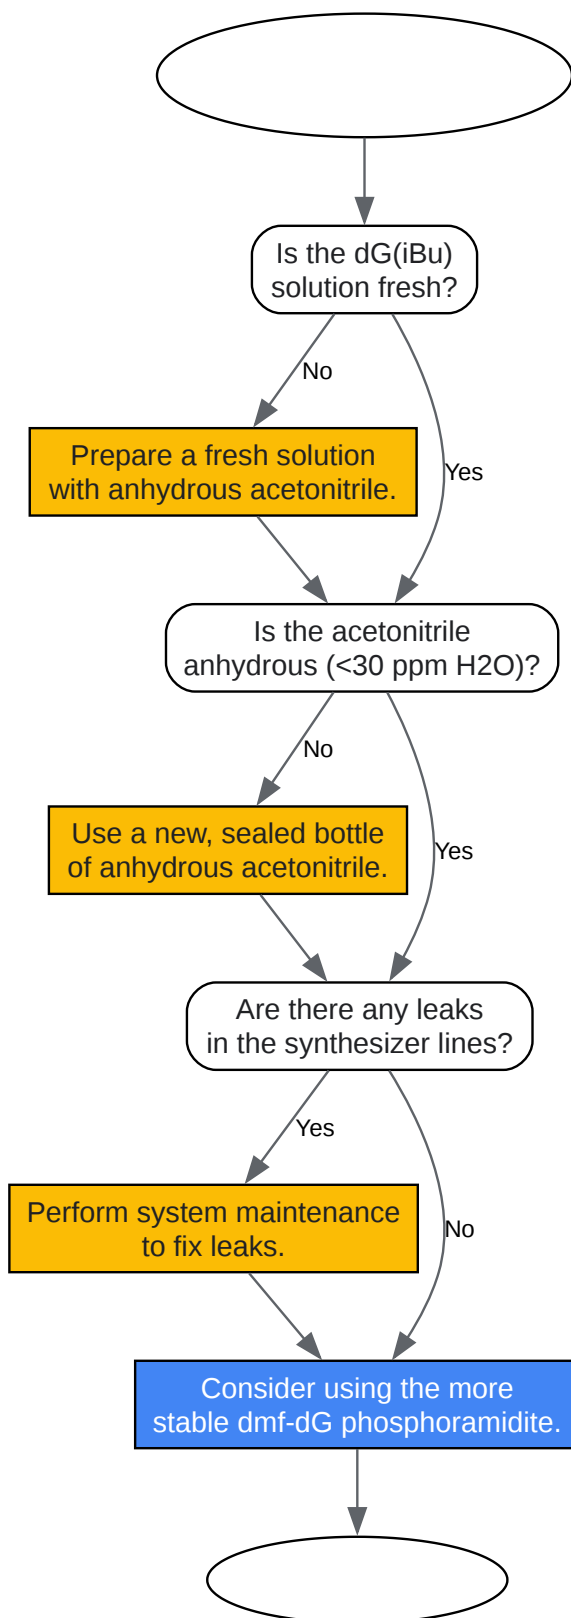 Is the dG(iBu)
solution fresh?
No
Prepare a fresh solution
with anhydrous acetonitrile.
Yes
Is the acetonitrile
anhydrous (<30 ppm H2O)?
No
Use a new, sealed bottle
of anhydrous acetonitrile.
Yes
Are there any leaks
in the synthesizer lines?
Yes
Perform system maintenance
to fix leaks.
No
Consider using the more
stable dmf-dG phosphoramidite.